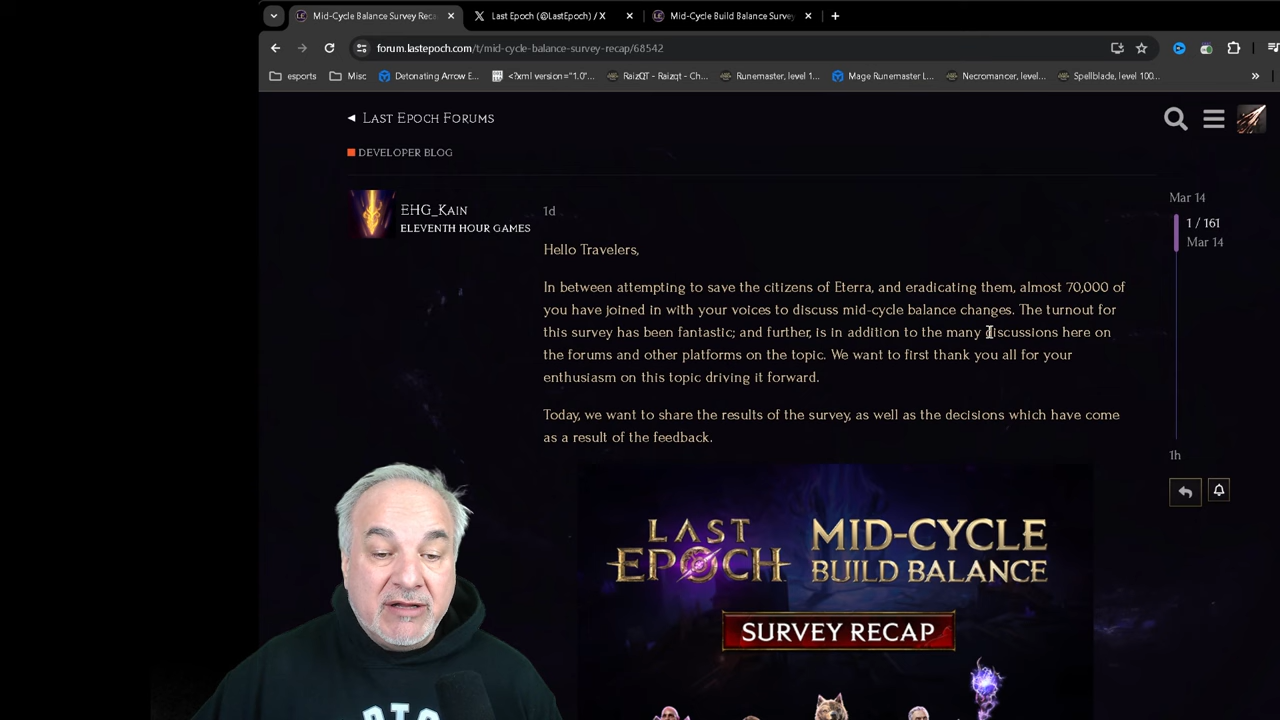 Mid-Cycle Balance Survey Reca
Last Epoch (@LastEpoch) / X
Mid-Cycle Build Balance Survey
forum.lastepoch.com/t/mid-cycle-balance-survey-recap/68542
esports
Misc
Detonating Arrow E...
<?xml version="1.0"...
RaizQT - Raizqt - Ch...
Runemaster, level 1...
Mage Runemaster L...
Necromancer, level...
Spellblade, level 100...
LAST EPOCH FORUMS
DEVELOPER BLOG
EHG_KAIN
ELEVENTH HOUR GAMES
1d
Mar 14
1 / 161
Mar 14
Hello Travelers,
In between attempting to save the citizens of Eterra, and eradicating them, almost 70,000 of
you have joined in with your voices to discuss mid-cycle balance changes. The turnout for
this survey has been fantastic; and further, is in addition to the many discussions here on
the forums and other platforms on the topic. We want to first thank you all for your
enthusiasm on this topic driving it forward.
Today, we want to share the results of the survey, as well as the decisions which have come
as a result of the feedback.
1h
LAST
EPOCH
MID-CYCLE
BUILD BALANCE
SURVEY RECAP